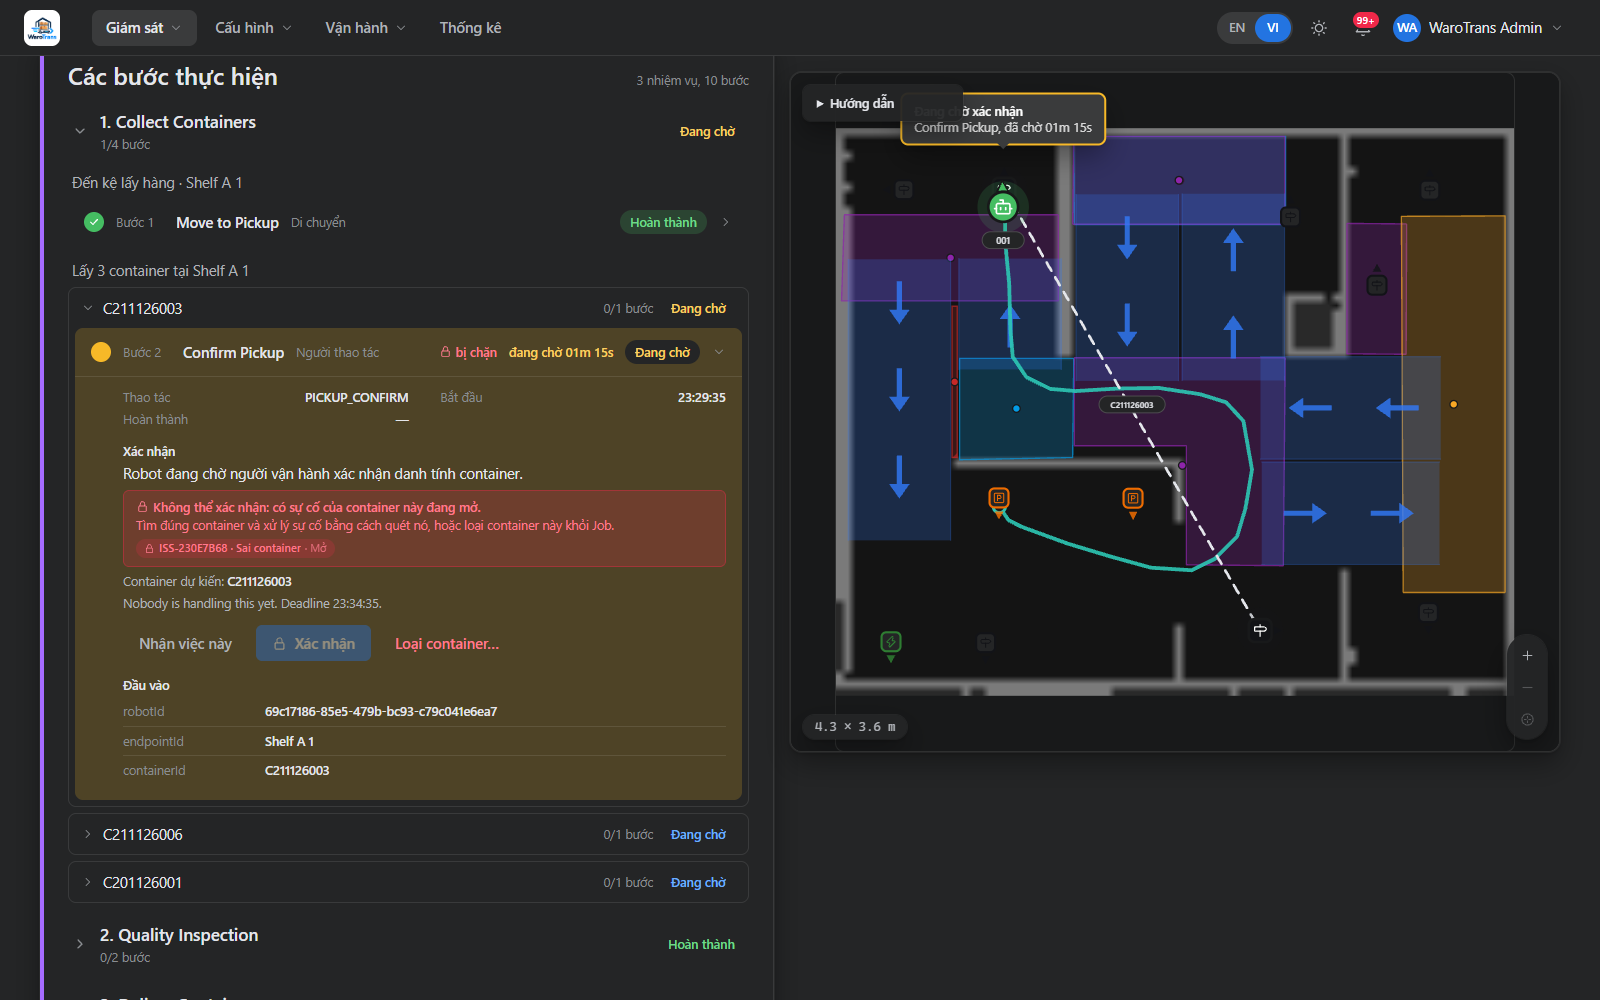 WaroTrans
Giám sát
Cấu hình
Vận hành
Thống kê
EN
VI
99+
WA
WaroTrans Admin
Các bước thực hiện
3 nhiệm vụ, 10 bước
1. Collect Containers
1/4 bước
Đang chờ
Đến kệ lấy hàng · Shelf A 1
Bước 1
Move to Pickup
Di chuyển
Hoàn thành
Lấy 3 container tại Shelf A 1
C211126003
0/1 bước
Đang chờ
Bước 2
Confirm Pickup
Người thao tác
bị chặn
đang chờ 01m 15s
Đang chờ
Thao tác
PICKUP_CONFIRM
Bắt đầu
23:29:35
Hoàn thành
—
Xác nhận
Robot đang chờ người vận hành xác nhận danh tính container.
Không thể xác nhận: có sự cố của container này đang mở.
Tìm đúng container và xử lý sự cố bằng cách quét nó, hoặc loại container này khỏi Job.
ISS-230E7B68 · Sai container · Mở
Container dự kiến: C211126003
Nobody is handling this yet. Deadline 23:34:35.
Nhận việc này
Xác nhận
Loại container...
Đầu vào
robotId
69c17186-85e5-479b-bc93-c79c041e6ea7
endpointId
Shelf A 1
containerId
C211126003
C211126006
0/1 bước
Đang chờ
C201126001
0/1 bước
Đang chờ
2. Quality Inspection
0/2 bước
Hoàn thành
Hướng dẫn
Đang chờ xác nhận
Confirm Pickup, đã chờ 01m 15s
001
C211126003
P
P
4.3 × 3.6 m